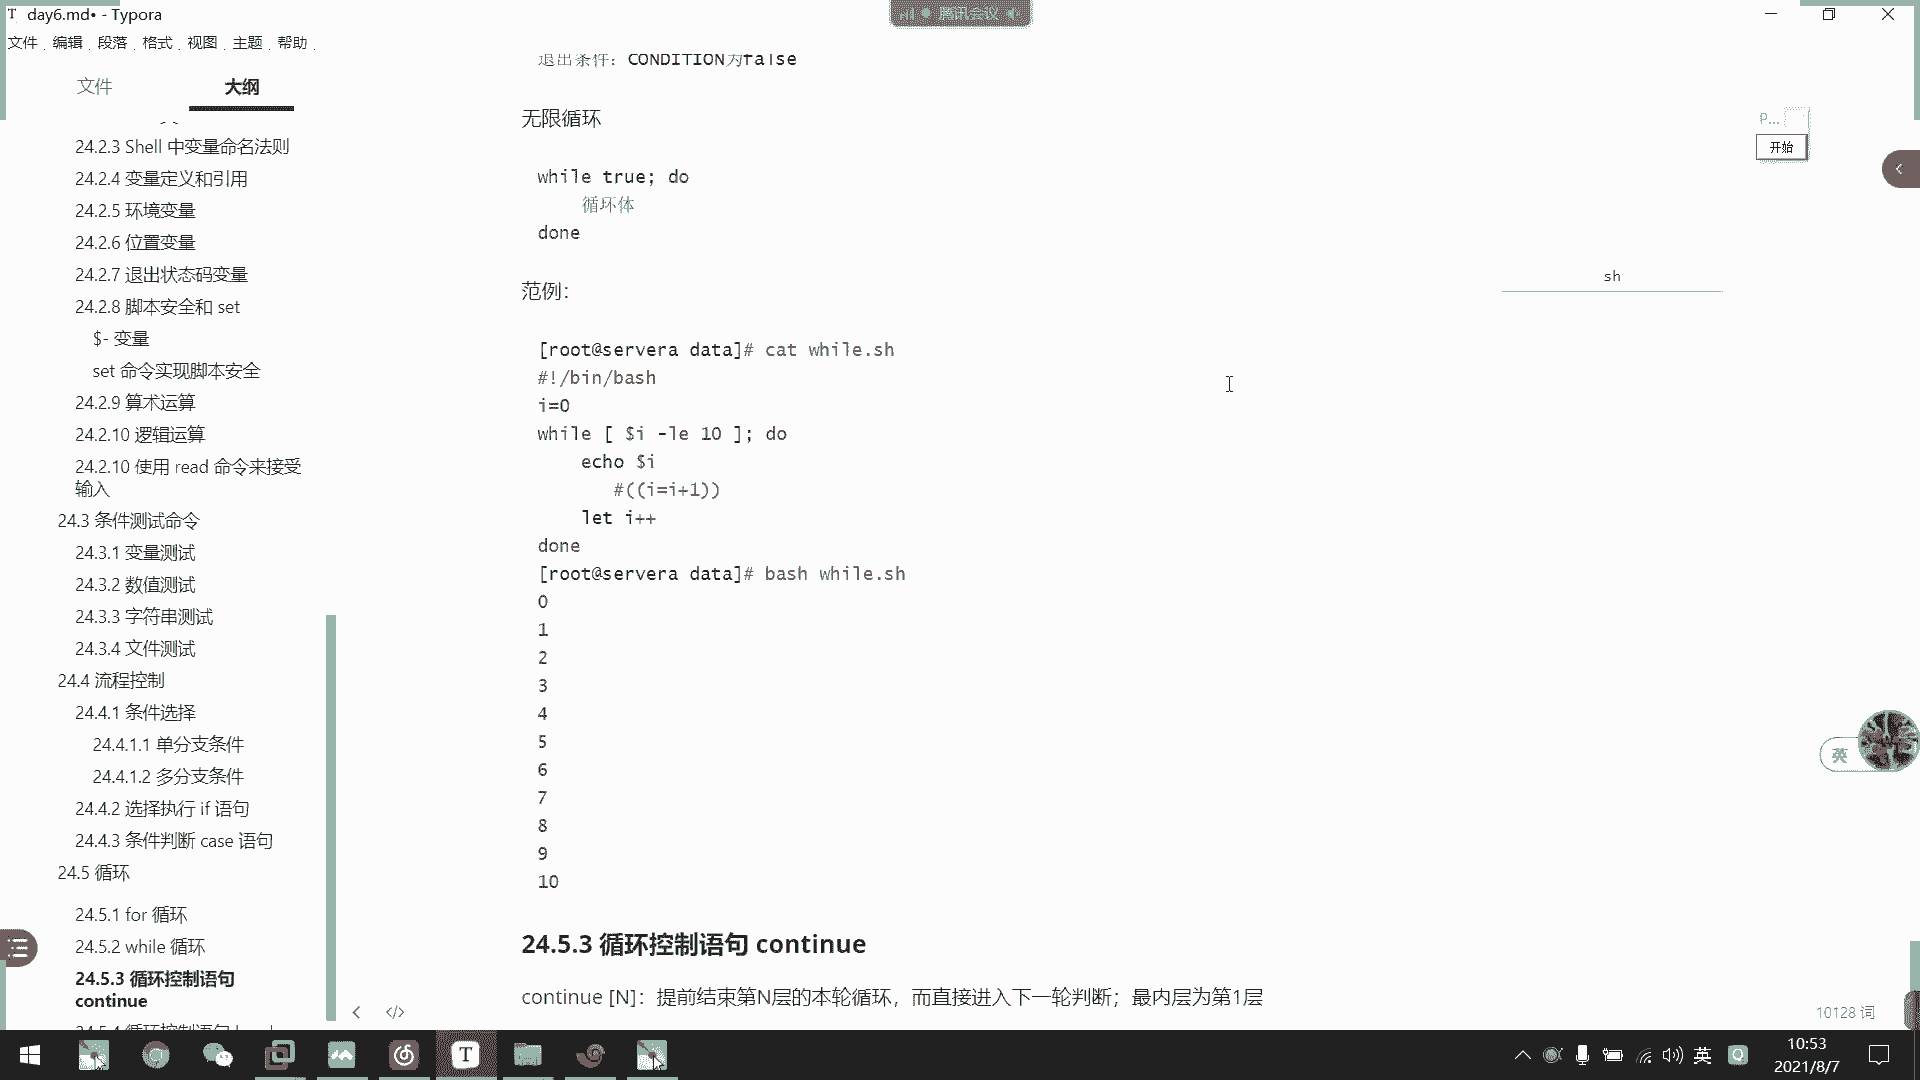 day6.md• - Typora
腾讯会议
文件 编辑 段落 格式 视图 主题 帮助
文件
大纲
24.2.3 Shell 中变量命名法则
24.2.4 变量定义和引用
24.2.5 环境变量
24.2.6 位置变量
24.2.7 退出状态码变量
24.2.8 脚本安全和 set
$- 变量
set 命令实现脚本安全
24.2.9 算术运算
24.2.10 逻辑运算
24.2.10 使用 read 命令来接受
输入
24.3 条件测试命令
24.3.1 变量测试
24.3.2 数值测试
24.3.3 字符串测试
24.3.4 文件测试
24.4 流程控制
24.4.1 条件选择
24.4.1.1 单分支条件
24.4.1.2 多分支条件
24.4.2 选择执行 if 语句
24.4.3 条件判断 case 语句
24.5 循环
24.5.1 for 循环
24.5.2 while 循环
24.5.3 循环控制语句
continue
退出条件：CONDITION为false
无限循环
while true; do
循环体
done
范例：
sh
[root@servera data]# cat while.sh
#!/bin/bash
i=0
while [ $i -le 10 ]; do
echo $i
#((i=i+1))
let i++
done
[root@servera data]# bash while.sh
0
1
2
3
4
5
6
7
8
9
10
24.5.3 循环控制语句 continue
continue [N]：提前结束第N层的本轮循环，而直接进入下一轮判断；最内层为第1层
P...
开始
英
10128 词
英
10:53
2021/8/7